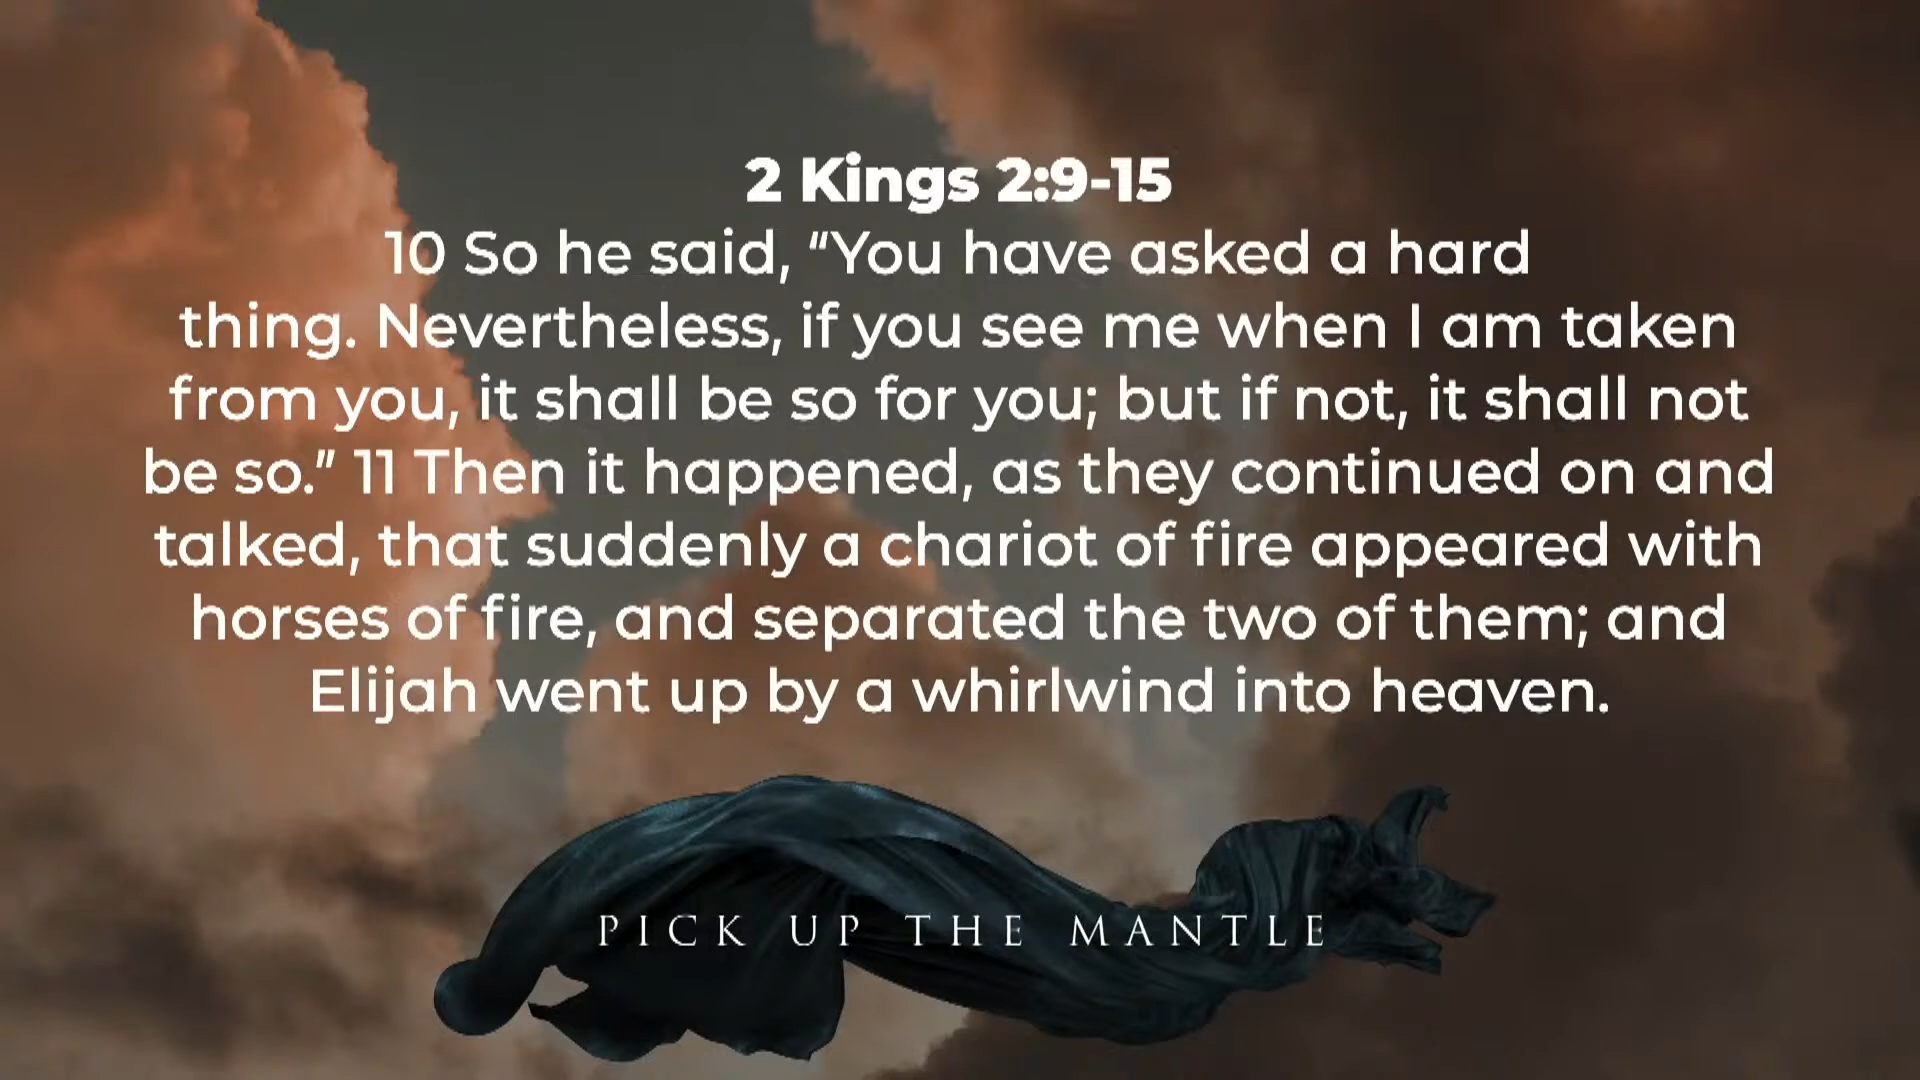 2 Kings 2:9-15
10 So he said, “You have asked a hard
thing. Nevertheless, if you see me when I am taken
from you, it shall be so for you; but if not, it shall not
be so.” 11 Then it happened, as they continued on and
talked, that suddenly a chariot of fire appeared with
horses of fire, and separated the two of them; and
Elijah went up by a whirlwind into heaven.
PICK UP THE MANTLE